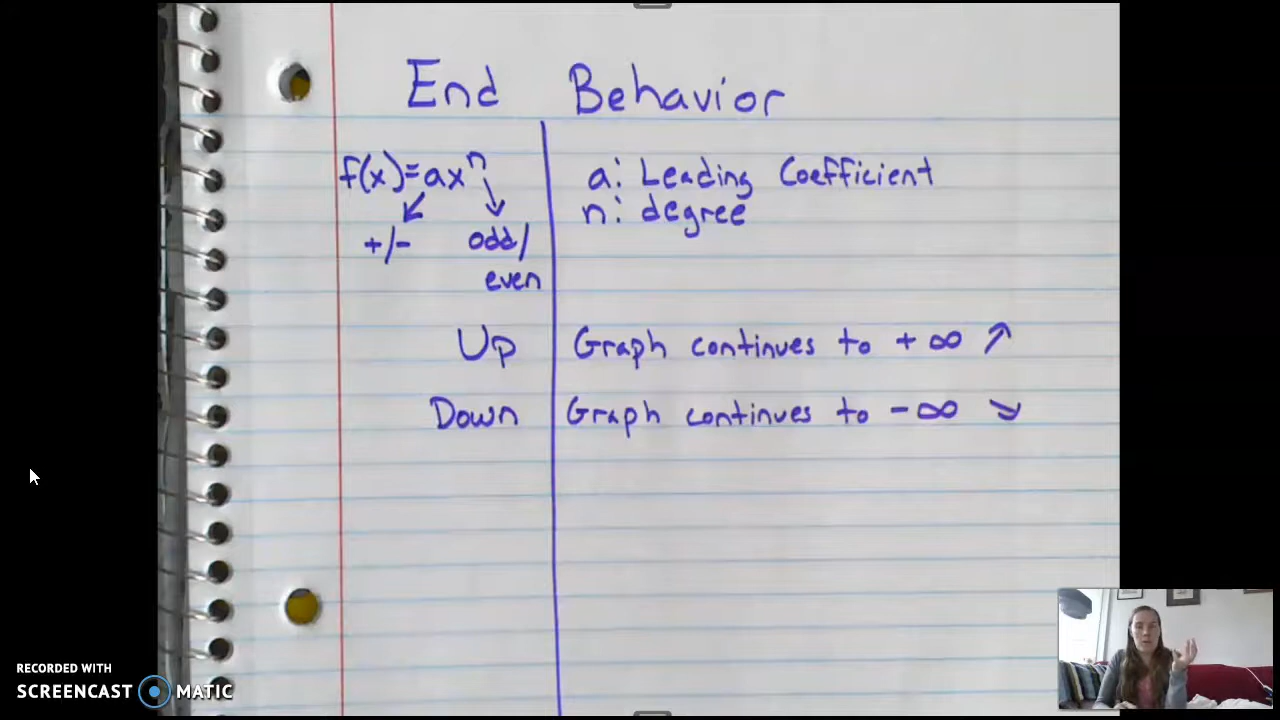 End Behavior
f(x)=axⁿ
+/-
odd/
even
a: Leading Coefficient
n: degree
Up
Graph continues to + ∞ ↗
Down
Graph continues to - ∞ ↘
RECORDED WITH
SCREENCAST MATIC